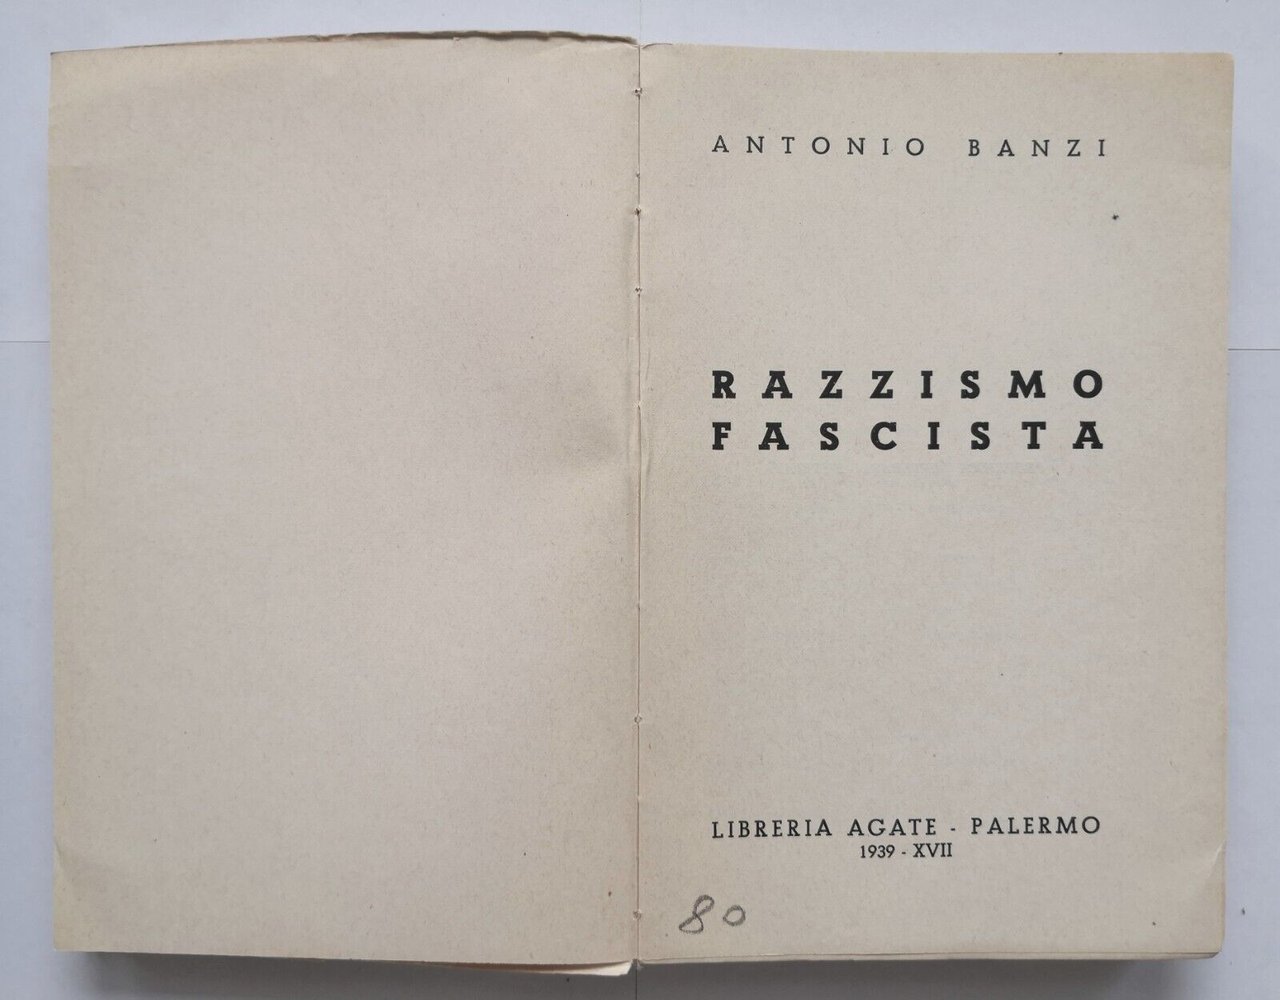 ANTONIO BANZI
RAZZISMO
FASCISTA
LIBRERIA AGATE - PALERMO
1939 - XVII
80